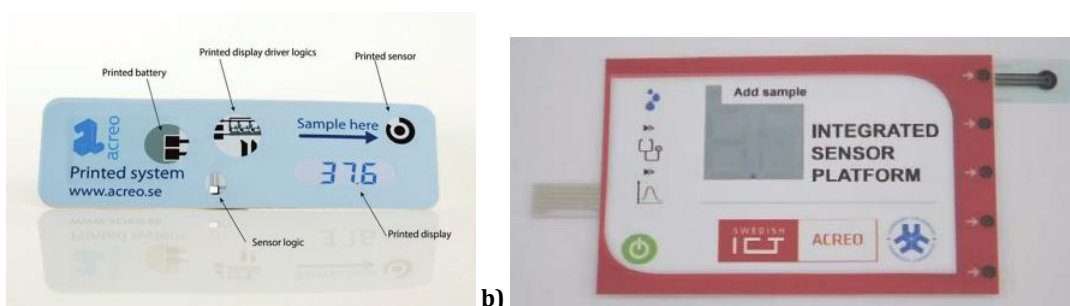 Printed display driver logics
Printed sensor
Printed battery
acreo
Sample here
37.6
Printed system
www.acreo.se
Sensor logic
Printed display
b)
Add sample
INTEGRATED
SENSOR
PLATFORM
SWEDISH
ICT
ACREO